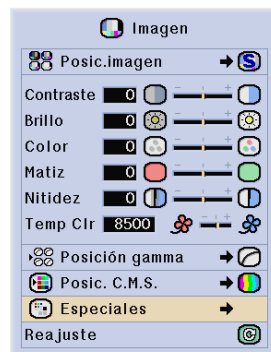 Imagen
Posic.imagen S
Contraste 0
Brillo 0
Color 0
Matiz 0
Nitidez 0
Temp Clr 8500
Posición gamma
Posic. C.M.S.
Especiales
Reajuste